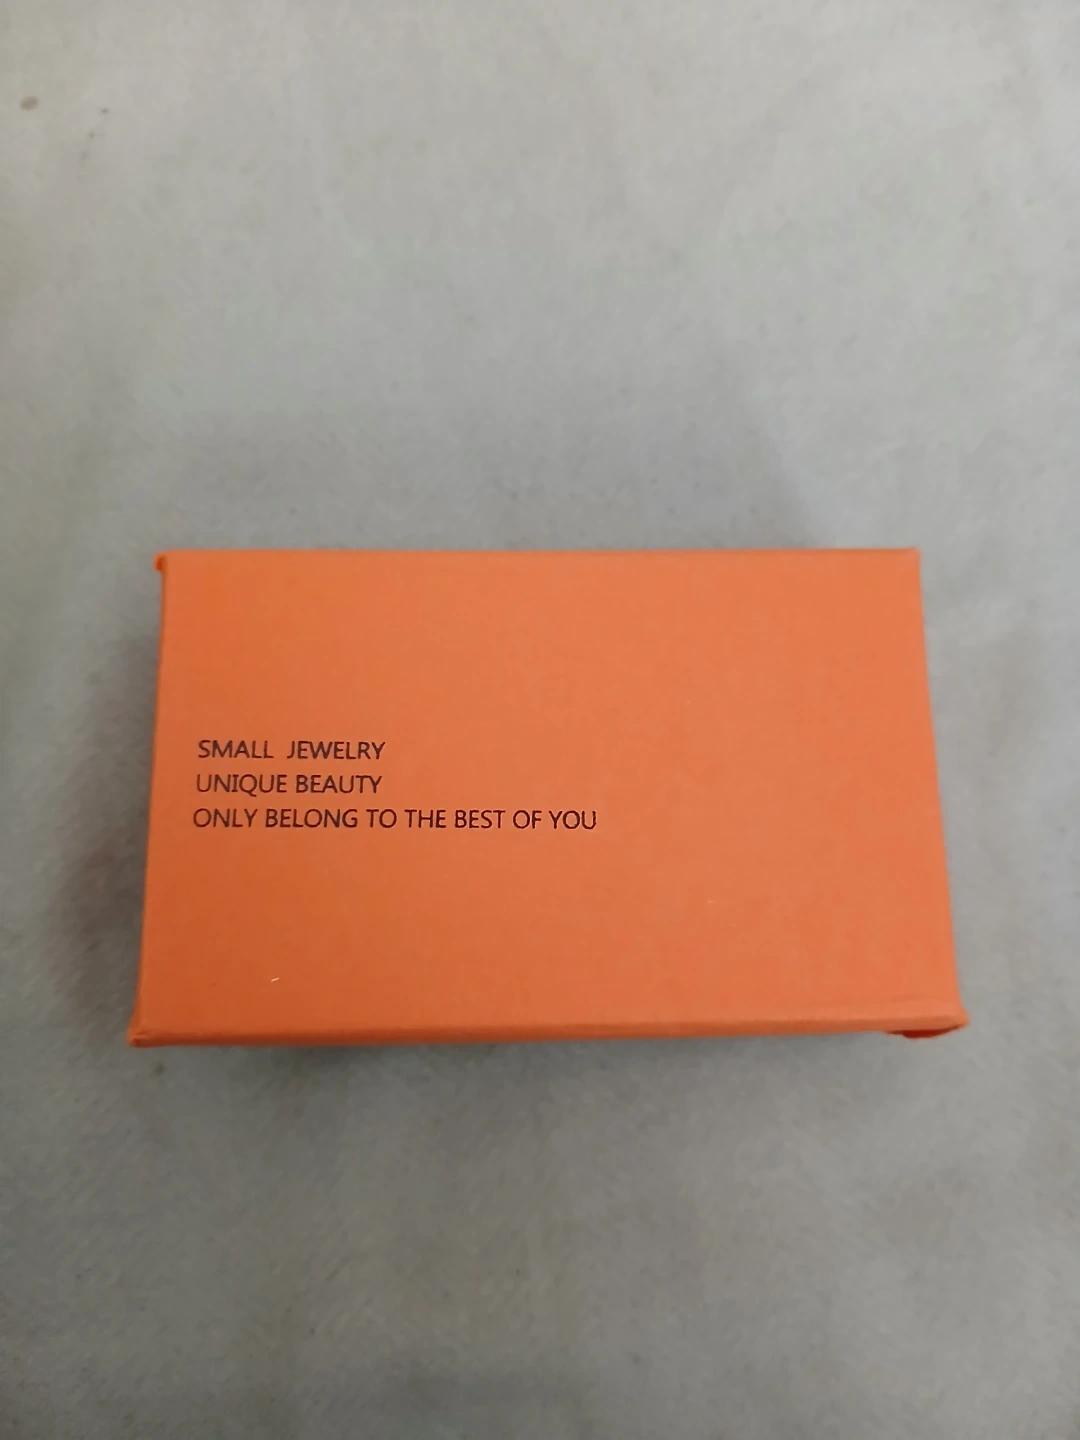 SMALL JEWELRY
UNIQUE BEAUTY
ONLY BELONG TO THE BEST OF YOU